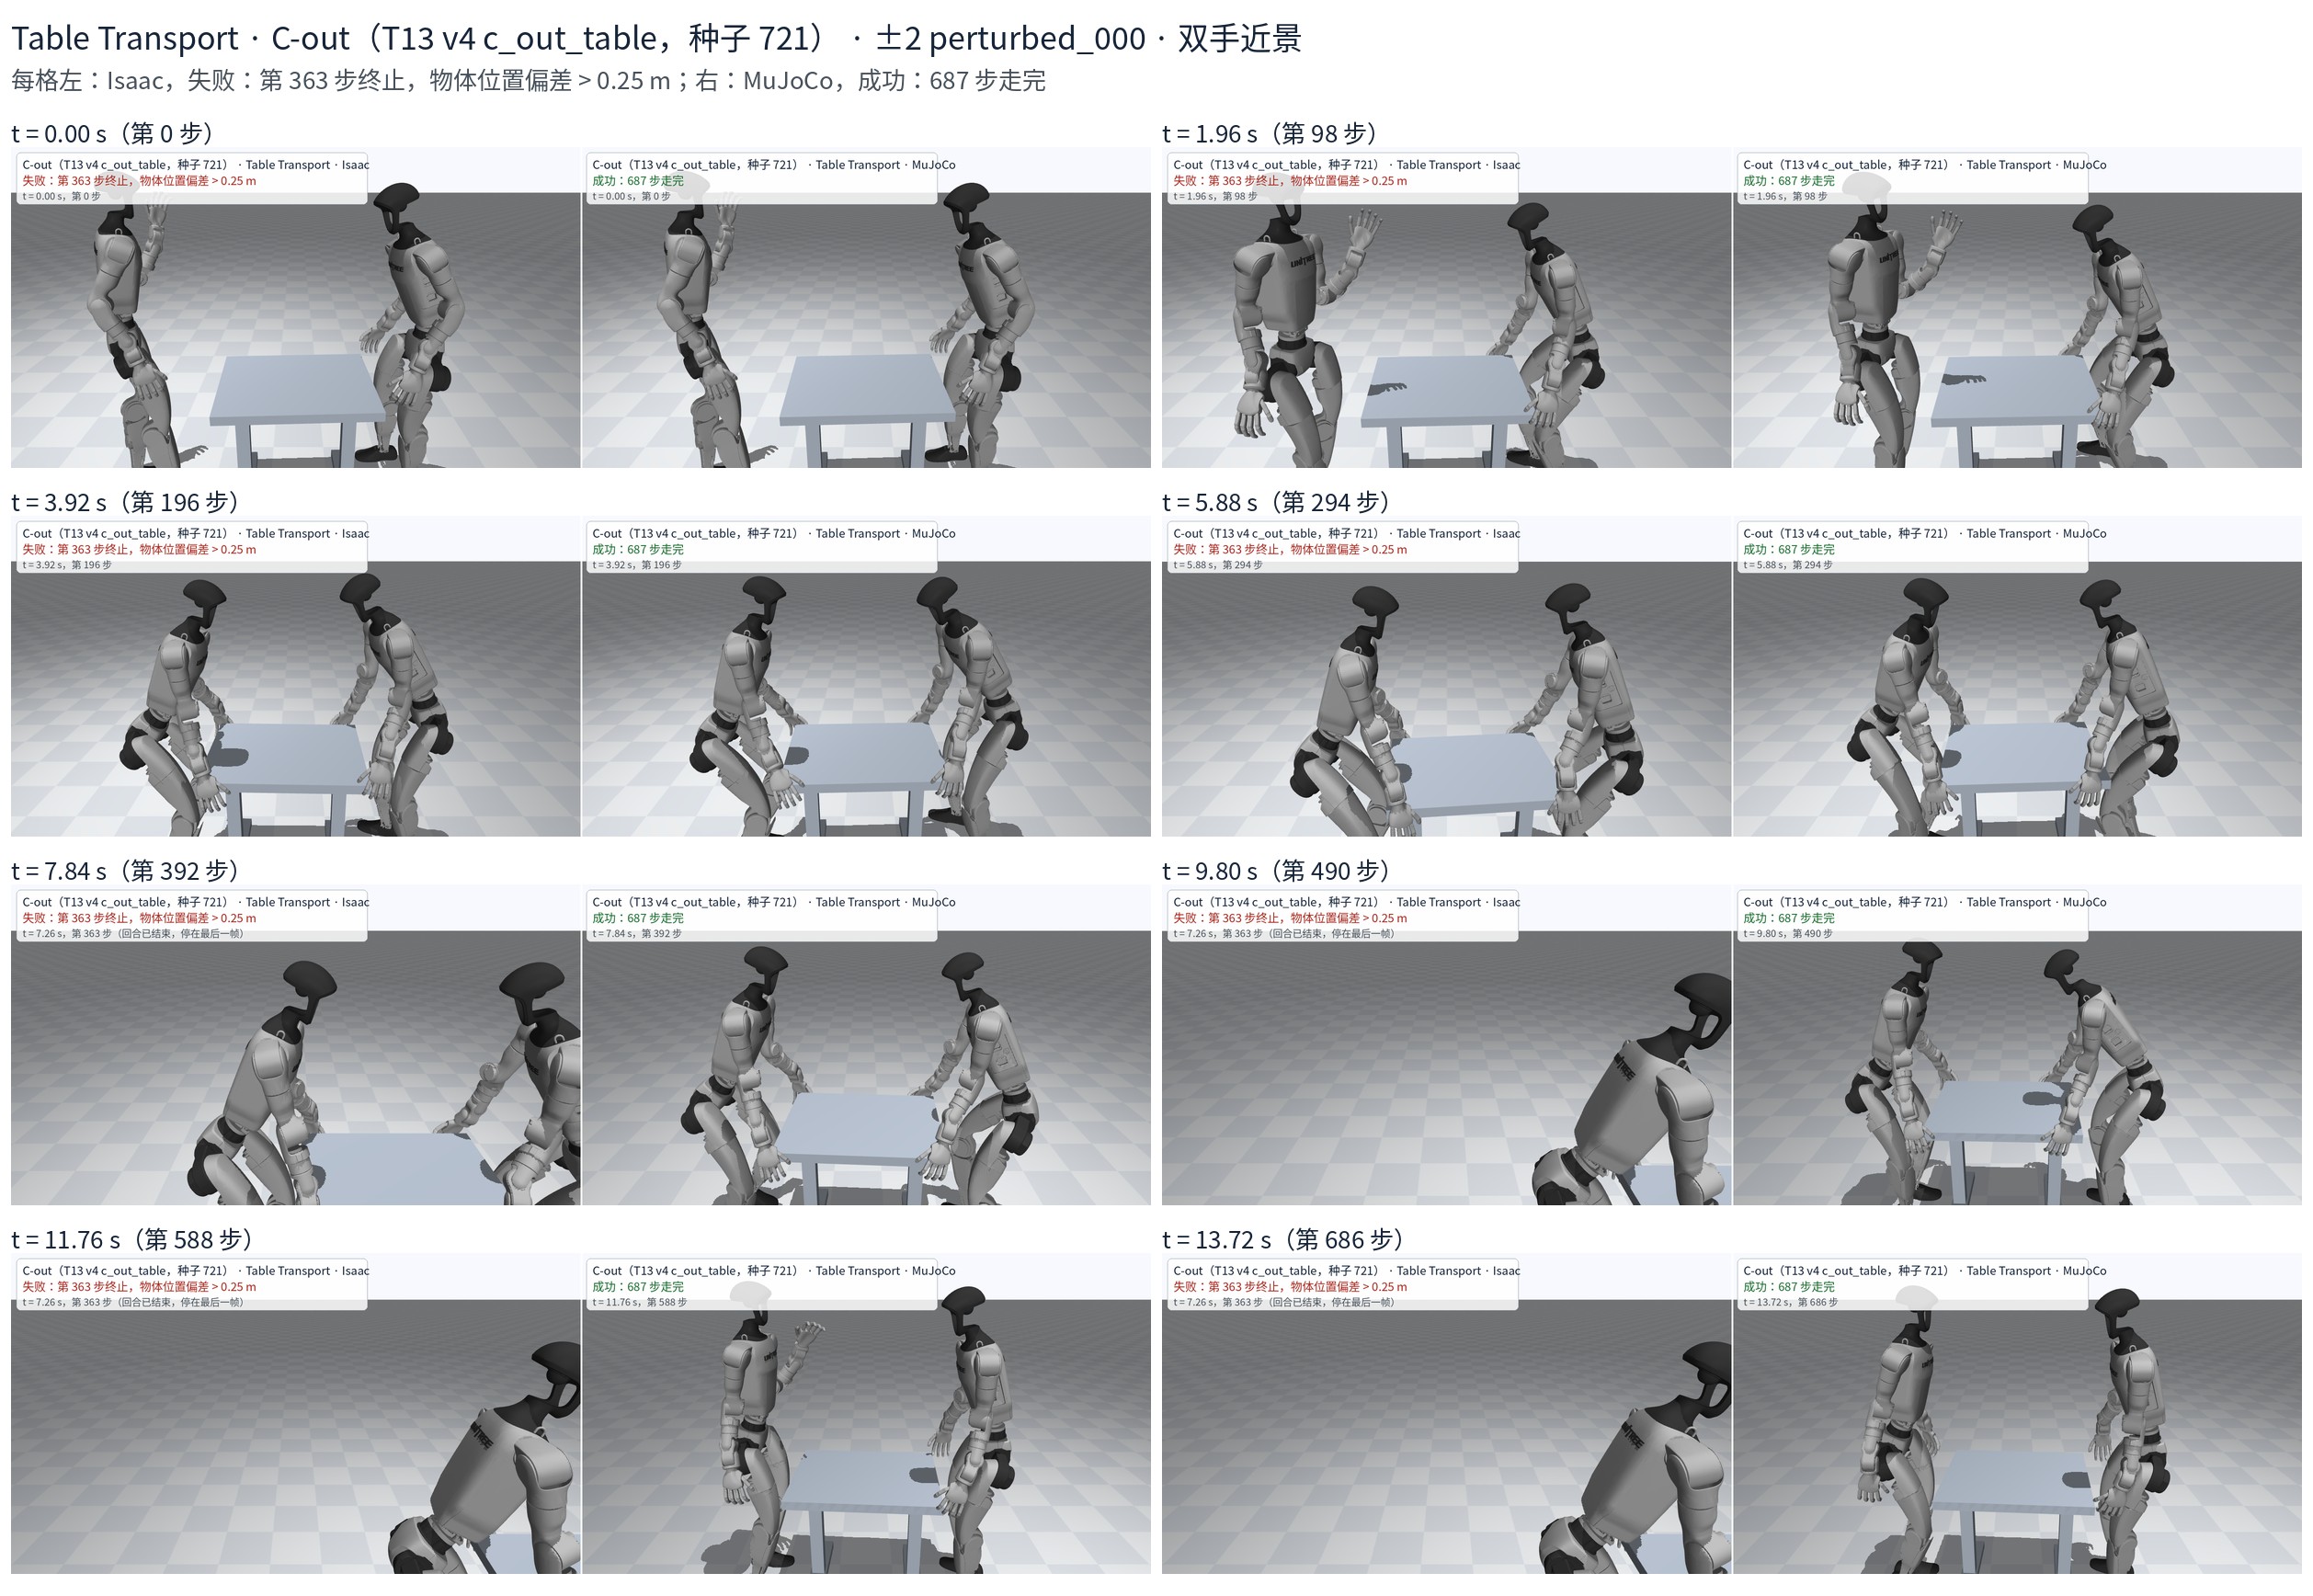 Table Transport · C-out（T13 v4 c_out_table，种子 721） · ±2 perturbed_000 · 双手近景
每格左：Isaac，失败：第 363 步终止，物体位置偏差 > 0.25 m；右：MuJoCo，成功：687 步走完
t = 0.00 s（第 0 步）
C-out（T13 v4 c_out_table，种子 721） · Table Transport · Isaac
失败：第 363 步终止，物体位置偏差 > 0.25 m
t = 0.00 s，第 0 步
C-out（T13 v4 c_out_table，种子 721） · Table Transport · MuJoCo
成功：687 步走完
t = 0.00 s，第 0 步
t = 1.96 s（第 98 步）
C-out（T13 v4 c_out_table，种子 721） · Table Transport · Isaac
失败：第 363 步终止，物体位置偏差 > 0.25 m
t = 1.96 s，第 98 步
C-out（T13 v4 c_out_table，种子 721） · Table Transport · MuJoCo
成功：687 步走完
t = 1.96 s，第 98 步
t = 3.92 s（第 196 步）
C-out（T13 v4 c_out_table，种子 721） · Table Transport · Isaac
失败：第 363 步终止，物体位置偏差 > 0.25 m
t = 3.92 s，第 196 步
C-out（T13 v4 c_out_table，种子 721） · Table Transport · MuJoCo
成功：687 步走完
t = 3.92 s，第 196 步
t = 5.88 s（第 294 步）
C-out（T13 v4 c_out_table，种子 721） · Table Transport · Isaac
失败：第 363 步终止，物体位置偏差 > 0.25 m
t = 5.88 s，第 294 步
C-out（T13 v4 c_out_table，种子 721） · Table Transport · MuJoCo
成功：687 步走完
t = 5.88 s，第 294 步
t = 7.84 s（第 392 步）
C-out（T13 v4 c_out_table，种子 721） · Table Transport · Isaac
失败：第 363 步终止，物体位置偏差 > 0.25 m
t = 7.26 s，第 363 步（回合已结束，停在最后一帧）
C-out（T13 v4 c_out_table，种子 721） · Table Transport · MuJoCo
成功：687 步走完
t = 7.84 s，第 392 步
t = 9.80 s（第 490 步）
C-out（T13 v4 c_out_table，种子 721） · Table Transport · Isaac
失败：第 363 步终止，物体位置偏差 > 0.25 m
t = 7.26 s，第 363 步（回合已结束，停在最后一帧）
C-out（T13 v4 c_out_table，种子 721） · Table Transport · MuJoCo
成功：687 步走完
t = 9.80 s，第 490 步
t = 11.76 s（第 588 步）
C-out（T13 v4 c_out_table，种子 721） · Table Transport · Isaac
失败：第 363 步终止，物体位置偏差 > 0.25 m
t = 7.26 s，第 363 步（回合已结束，停在最后一帧）
C-out（T13 v4 c_out_table，种子 721） · Table Transport · MuJoCo
成功：687 步走完
t = 11.76 s，第 588 步
t = 13.72 s（第 686 步）
C-out（T13 v4 c_out_table，种子 721） · Table Transport · Isaac
失败：第 363 步终止，物体位置偏差 > 0.25 m
t = 7.26 s，第 363 步（回合已结束，停在最后一帧）
C-out（T13 v4 c_out_table，种子 721） · Table Transport · MuJoCo
成功：687 步走完
t = 13.72 s，第 686 步